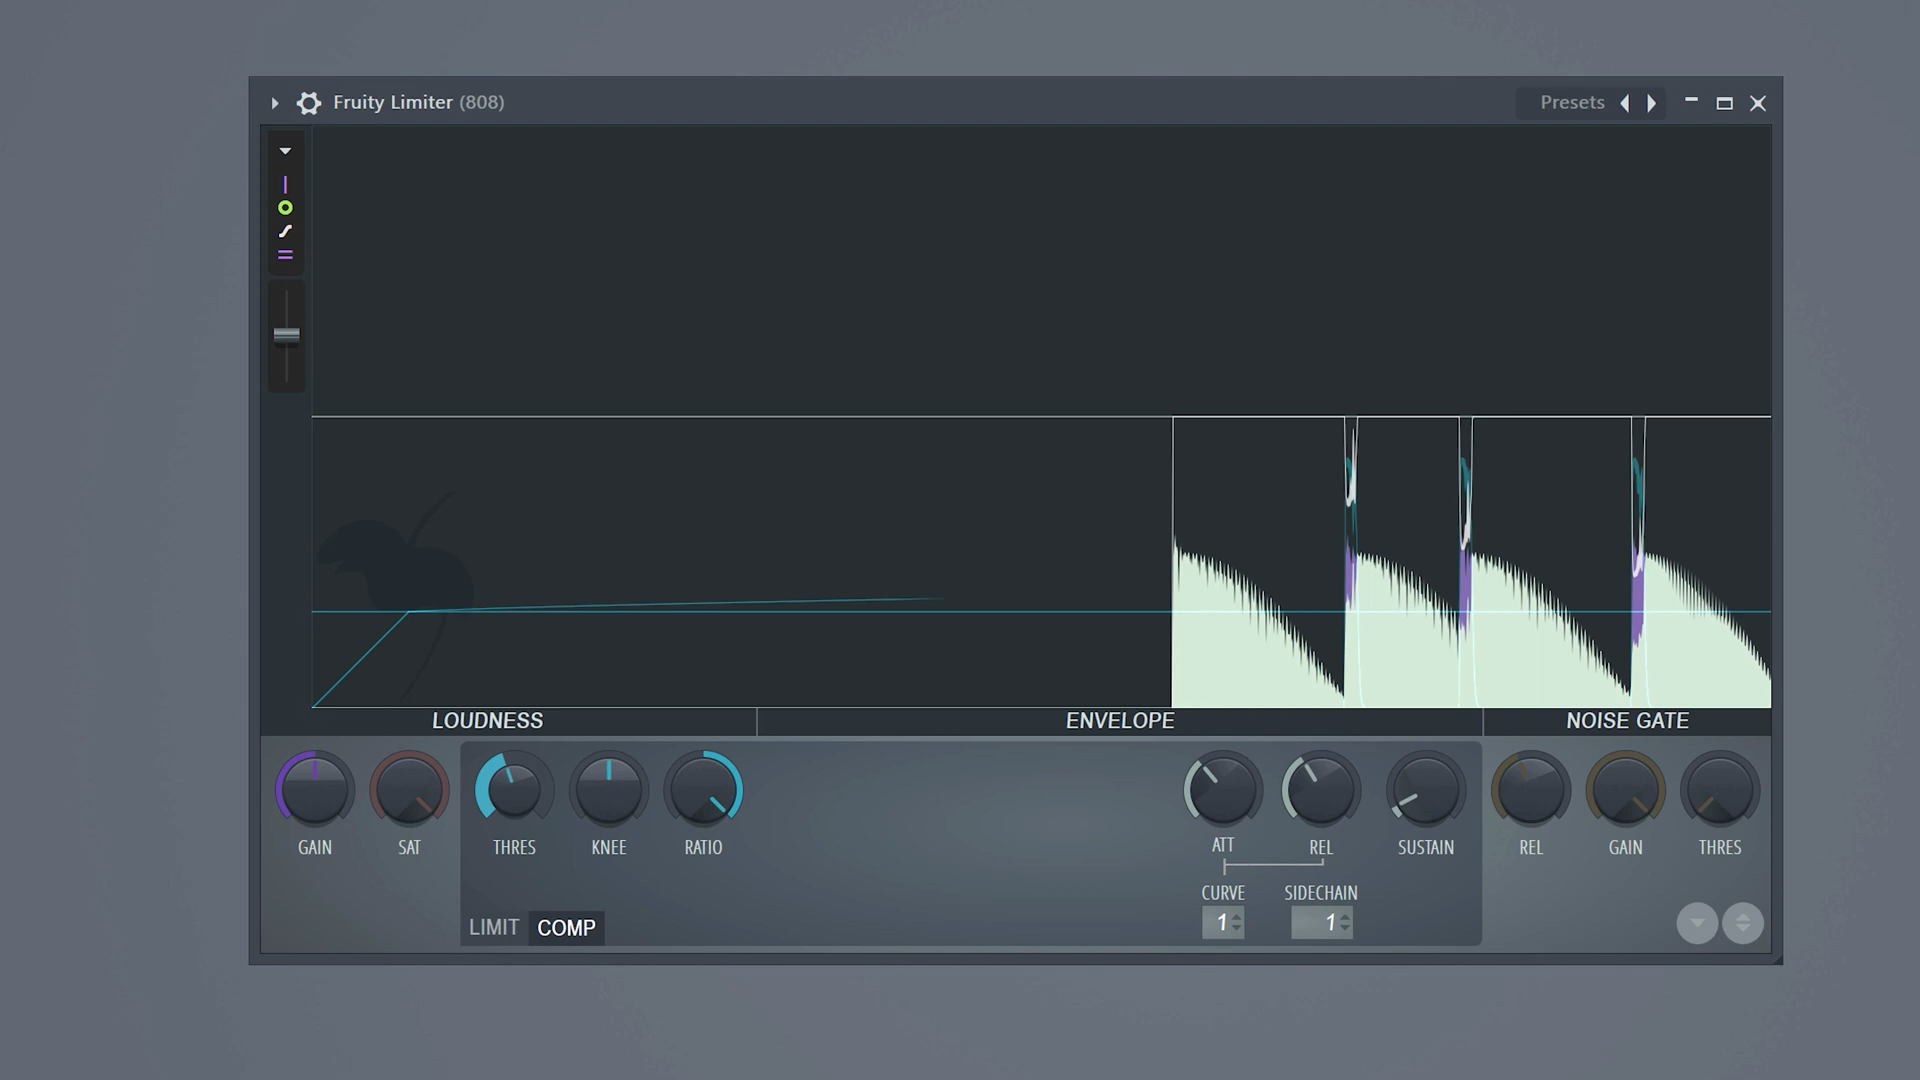 Fruity Limiter (808)
Presets
LOUDNESS
ENVELOPE
NOISE GATE
GAIN
SAT
THRES
KNEE
RATIO
ATT
REL
SUSTAIN
REL
GAIN
THRES
CURVE
SIDECHAIN
1
1
LIMIT
COMP